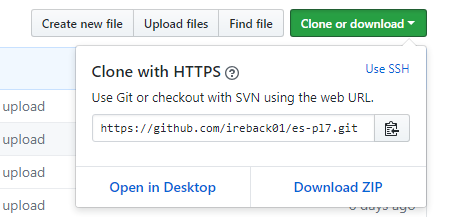 Create new file Upload files Find file Clone or download
Clone with HTTPS Use SSH
Use Git or checkout with SVN using the web URL.
https://github.com/ireback01/es-pl7.git
Open in Desktop Download ZIP
upload
upload
upload
upload
days ago